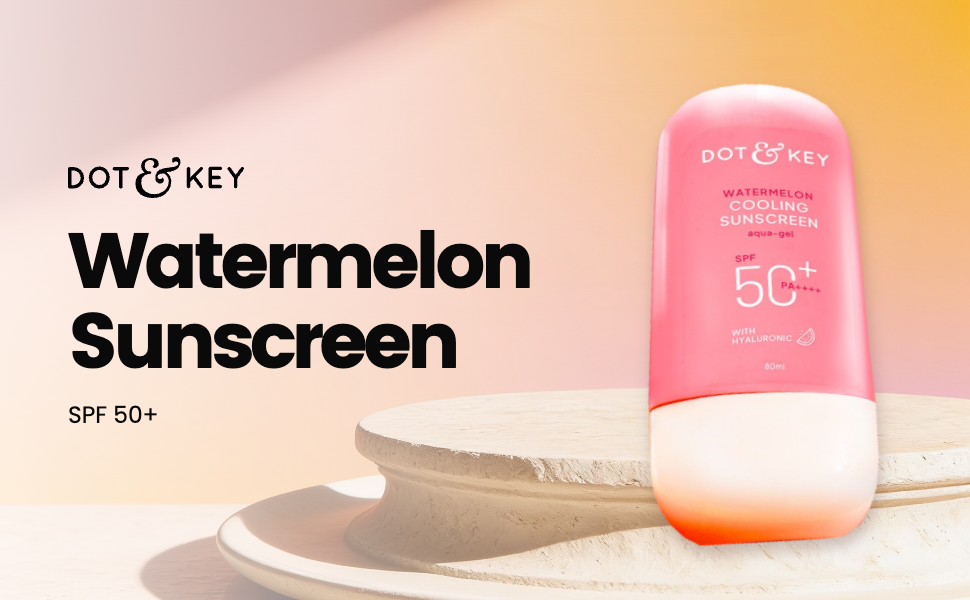 DOT & KEY
Watermelon
Sunscreen
SPF 50+
DOT & KEY
WATERMELON
COOLING
SUNSCREEN
aqua-gel
SPF
50+
PA++++
WITH
HYALURONIC
80ml